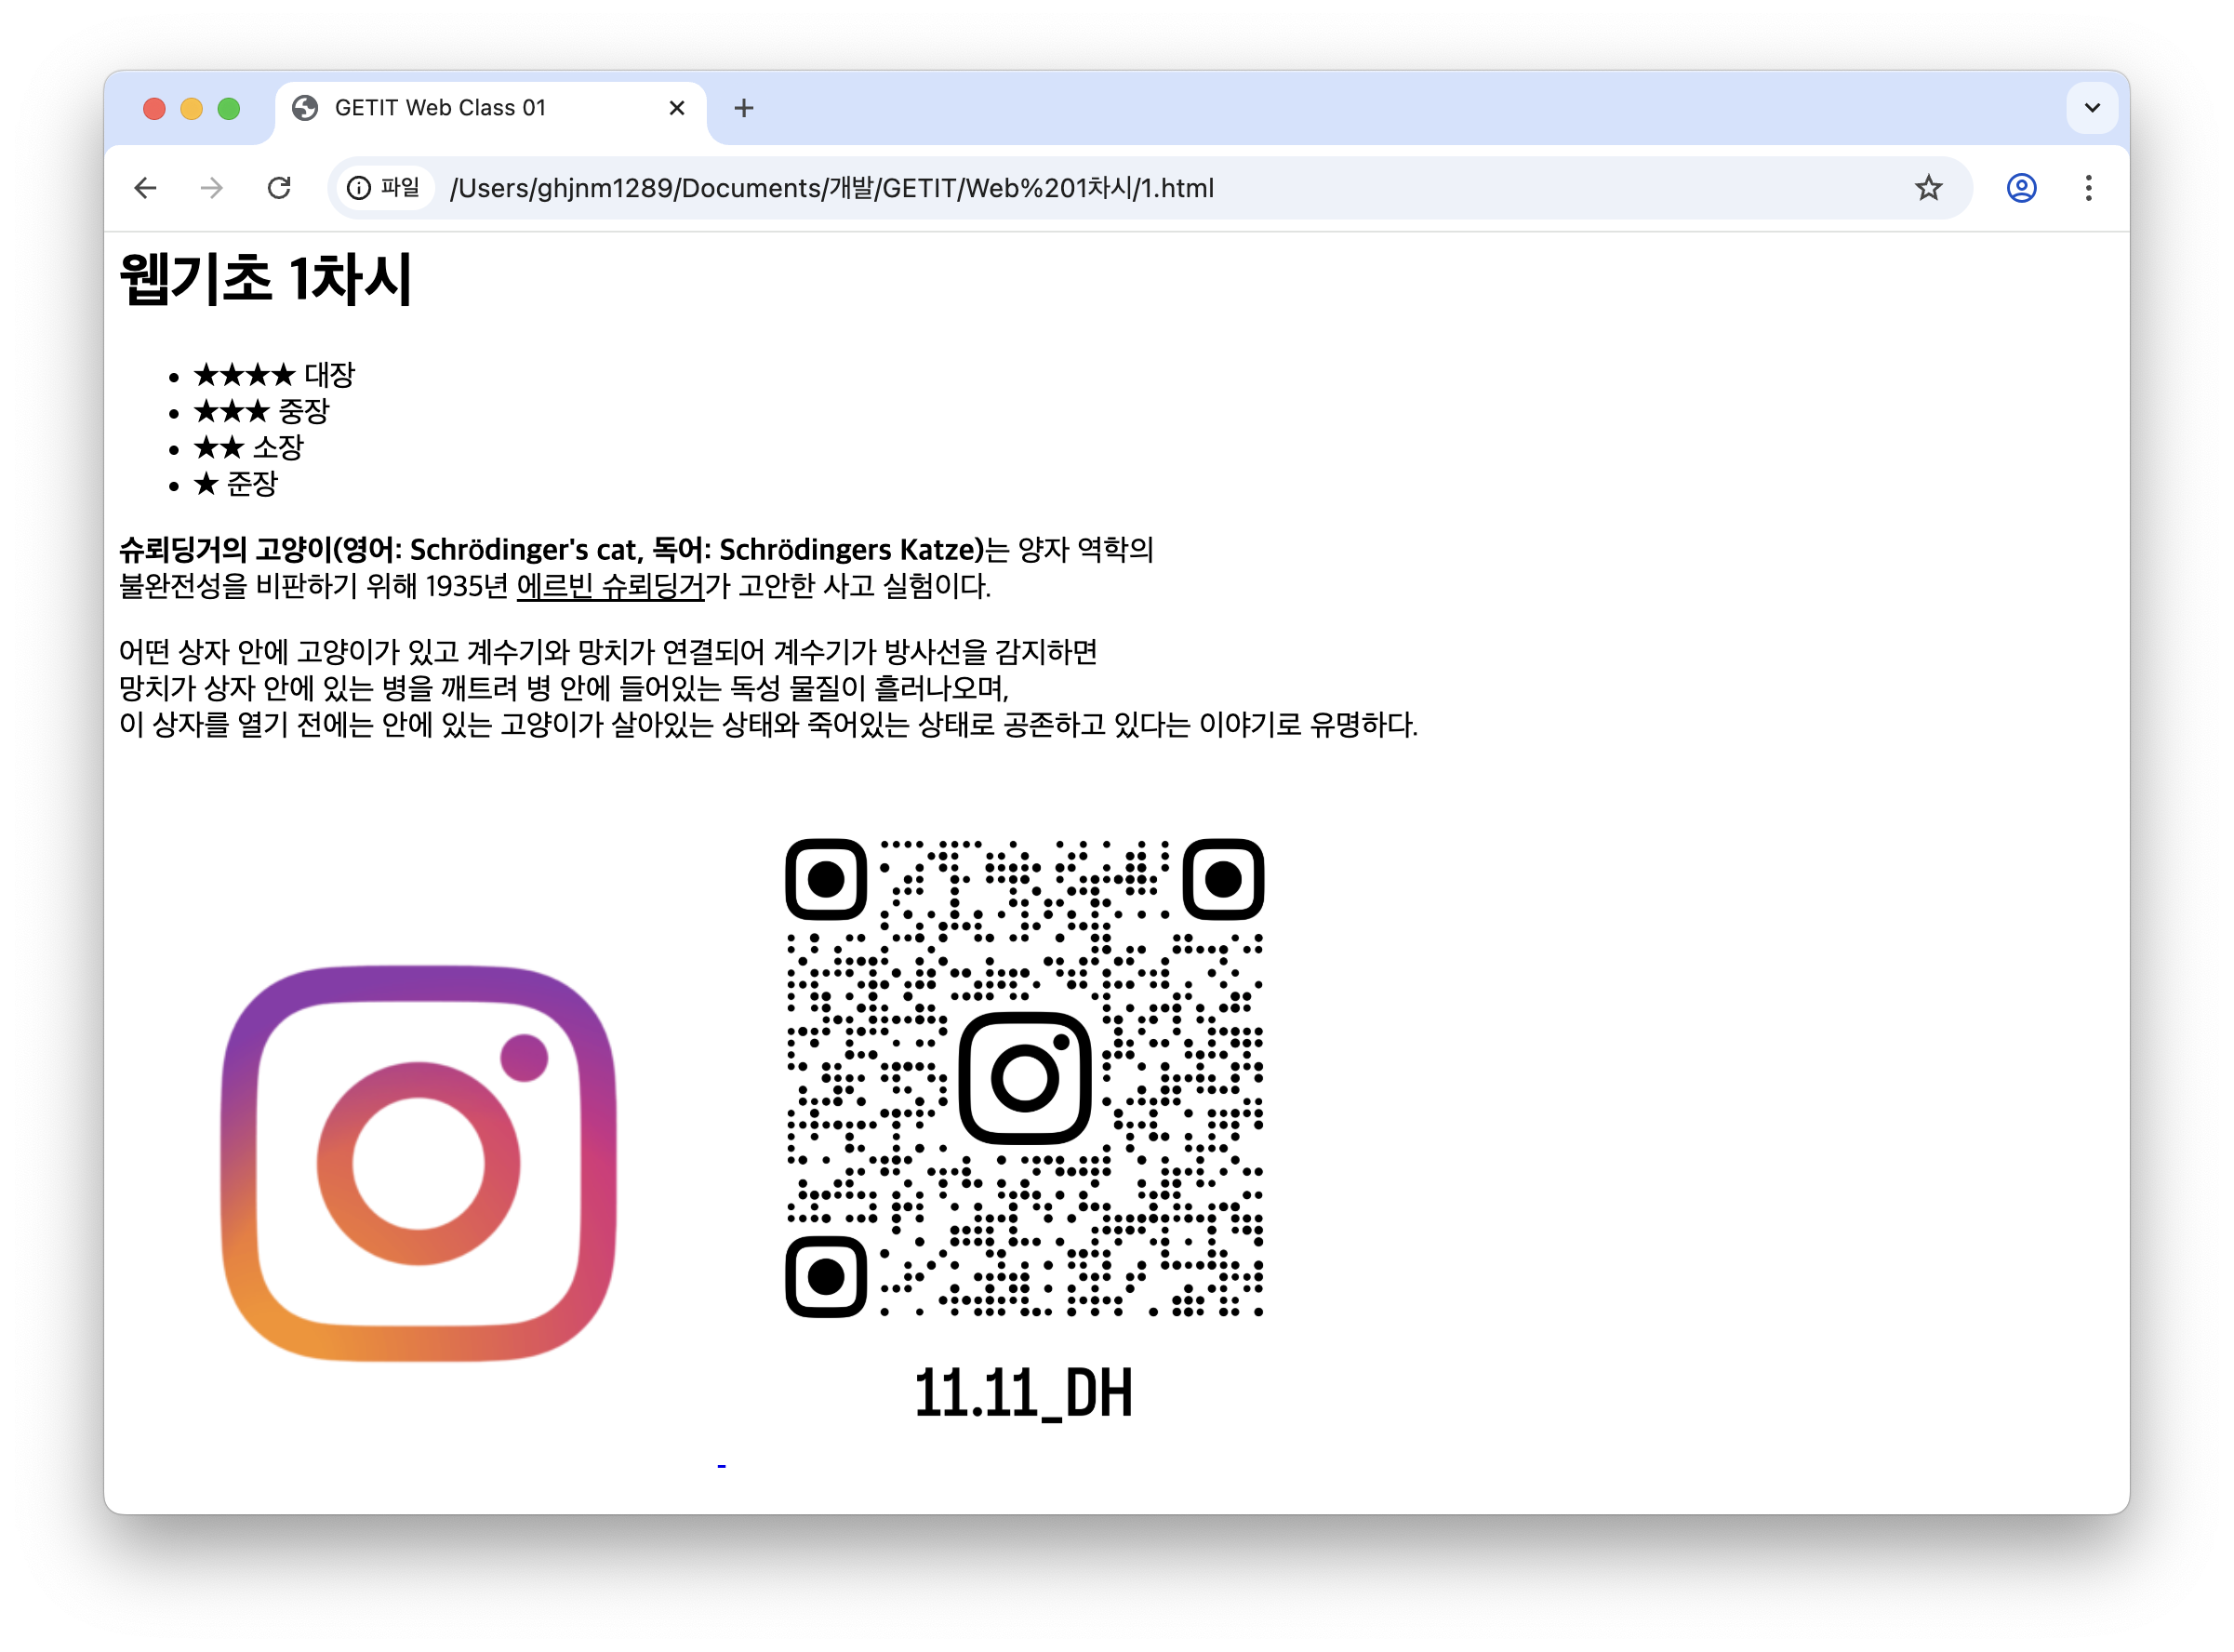 GETIT Web Class 01
파일 /Users/ghjnm1289/Documents/개발/GETIT/Web%201차시/1.html
웹기초 1차시
• ★★★★ 대장
• ★★★ 중장
• ★★ 소장
• ★ 준장
슈뢰딩거의 고양이(영어: Schrödinger's cat, 독어: Schrödingers Katze)는 양자 역학의
불완전성을 비판하기 위해 1935년 에르빈 슈뢰딩거가 고안한 사고 실험이다.
어떤 상자 안에 고양이가 있고 계수기와 망치가 연결되어 계수기가 방사선을 감지하면
망치가 상자 안에 있는 병을 깨트려 병 안에 들어있는 독성 물질이 흘러나오며,
이 상자를 열기 전에는 안에 있는 고양이가 살아있는 상태와 죽어있는 상태로 공존하고 있다는 이야기로 유명하다.
11.11_DH